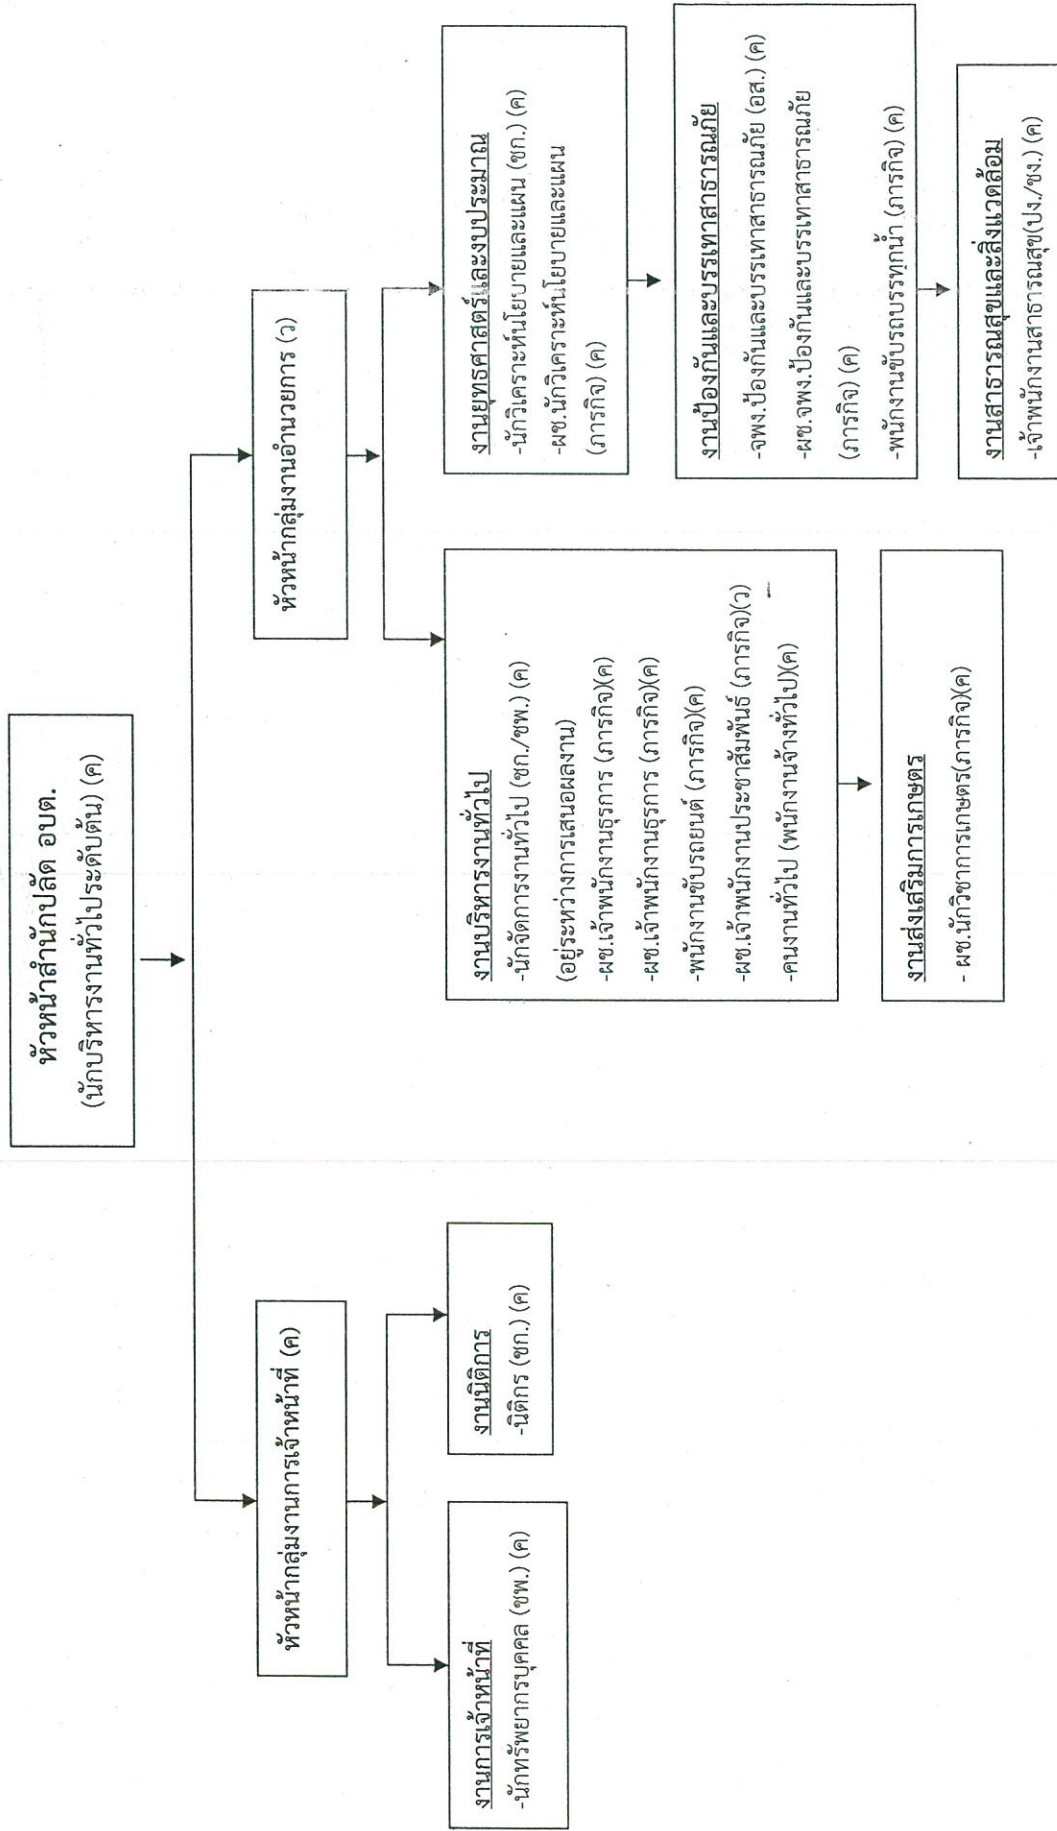 หัวหน้าสำนักปลัด อบต.
(นักบริหารงานทั่วไประดับต้น) (ค)
หัวหน้ากลุ่มงานการเจ้าหน้าที่ (ค)
หัวหน้ากลุ่มงานอำนวยการ (ว)
งานการเจ้าหน้าที่
-นักทรัพยากรบุคคล (ชพ.) (ค)
งานนิติการ
-นิติกร (ชก.) (ค)
งานบริหารงานทั่วไป
-นักจัดการงานทั่วไป (ชก./ชพ.) (ค)
(อยู่ระหว่างการเสนอผลงาน)
-ผช.เจ้าพนักงานธุรการ (ภารกิจ)(ค)
-ผช.เจ้าพนักงานธุรการ (ภารกิจ)(ค)
-พนักงานขับรถยนต์ (ภารกิจ)(ค)
-ผช.เจ้าพนักงานประชาสัมพันธ์ (ภารกิจ)(ว)
-คนงานทั่วไป (พนักงานจ้างทั่วไป)(ค)
งานส่งเสริมการเกษตร
- ผช.นักวิชาการเกษตร(ภารกิจ)(ค)
งานยุทธศาสตร์และงบประมาณ
-นักวิเคราะห์นโยบายและแผน (ชก.) (ค)
-ผช.นักวิเคราะห์นโยบายและแผน
(ภารกิจ) (ค)
งานป้องกันและบรรเทาสาธารณภัย
-จพง.ป้องกันและบรรเทาสาธารณภัย (อส.) (ค)
-ผช.จพง.ป้องกันและบรรเทาสาธารณภัย
(ภารกิจ) (ค)
-พนักงานขับรถบรรทุกน้ำ (ภารกิจ) (ค)
งานสาธารณสุขและสิ่งแวดล้อม
-เจ้าพนักงานสาธารณสุข(ปง./ชง.) (ค)